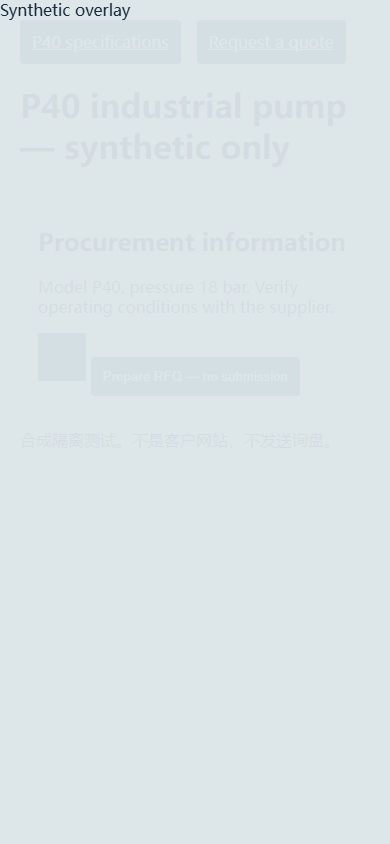 Synthetic overlay
P40 specifications
Request a quote
P40 industrial pump
— synthetic only
Procurement information
Model P40, pressure 18 bar. Verify
operating conditions with the supplier.
Prepare RFQ — no submission
合成隔离测试。不是客户网站，不发送询盘。